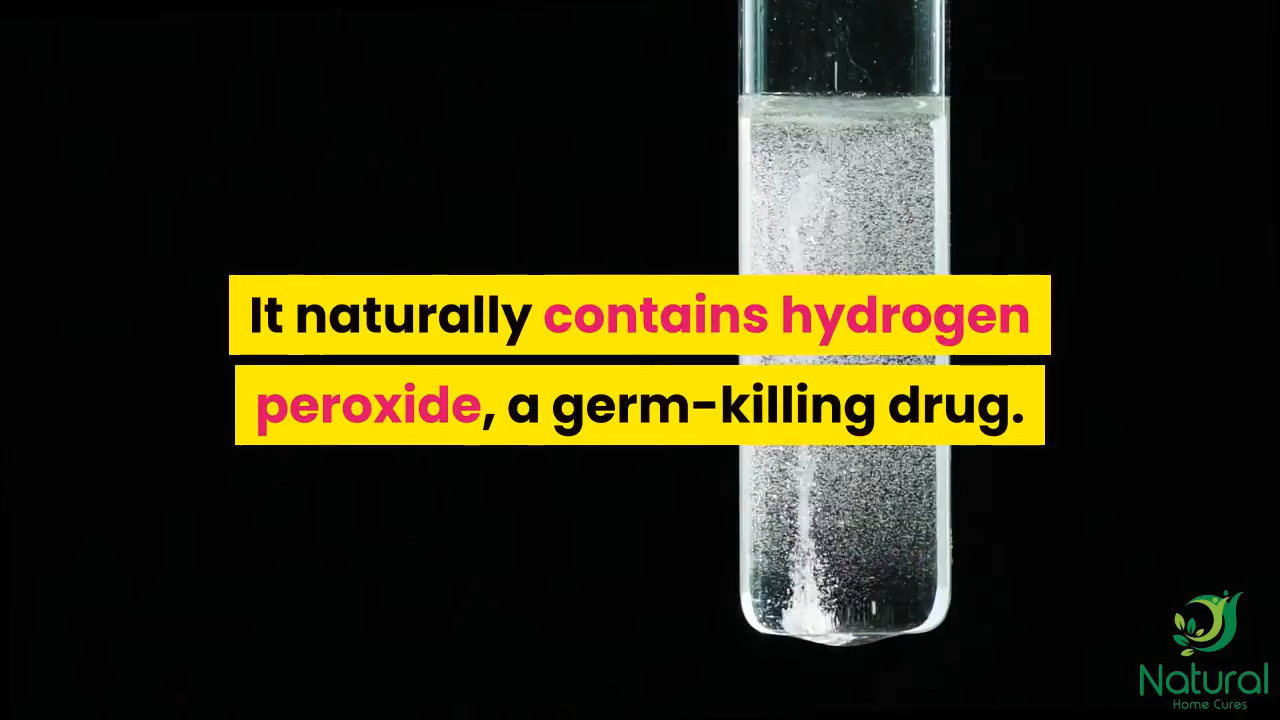 It naturally contains hydrogen
peroxide, a germ-killing drug.
Natural
Home Cures